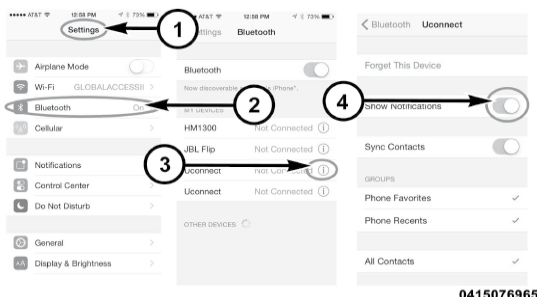 AT&T 12:58 PM 73%
Settings
1
Airplane Mode
Wi-Fi GLOBALACCESSII
Bluetooth On
2
Cellular
Notifications
Control Center
Do Not Disturb
General
Display & Brightness
AT&T 12:58 PM 73%
ettings Bluetooth
Bluetooth
Now discoverable iPhone".
MY DEVICES
HM1300 Not Connected
JBL Flip Not Connected
3
Uconnect Not Connected
Uconnect Not Connected
OTHER DEVICES
Bluetooth Uconnect
Forget This Device
4
Show Notifications
Sync Contacts
GROUPS
Phone Favorites
Phone Recents
All Contacts
0415076965